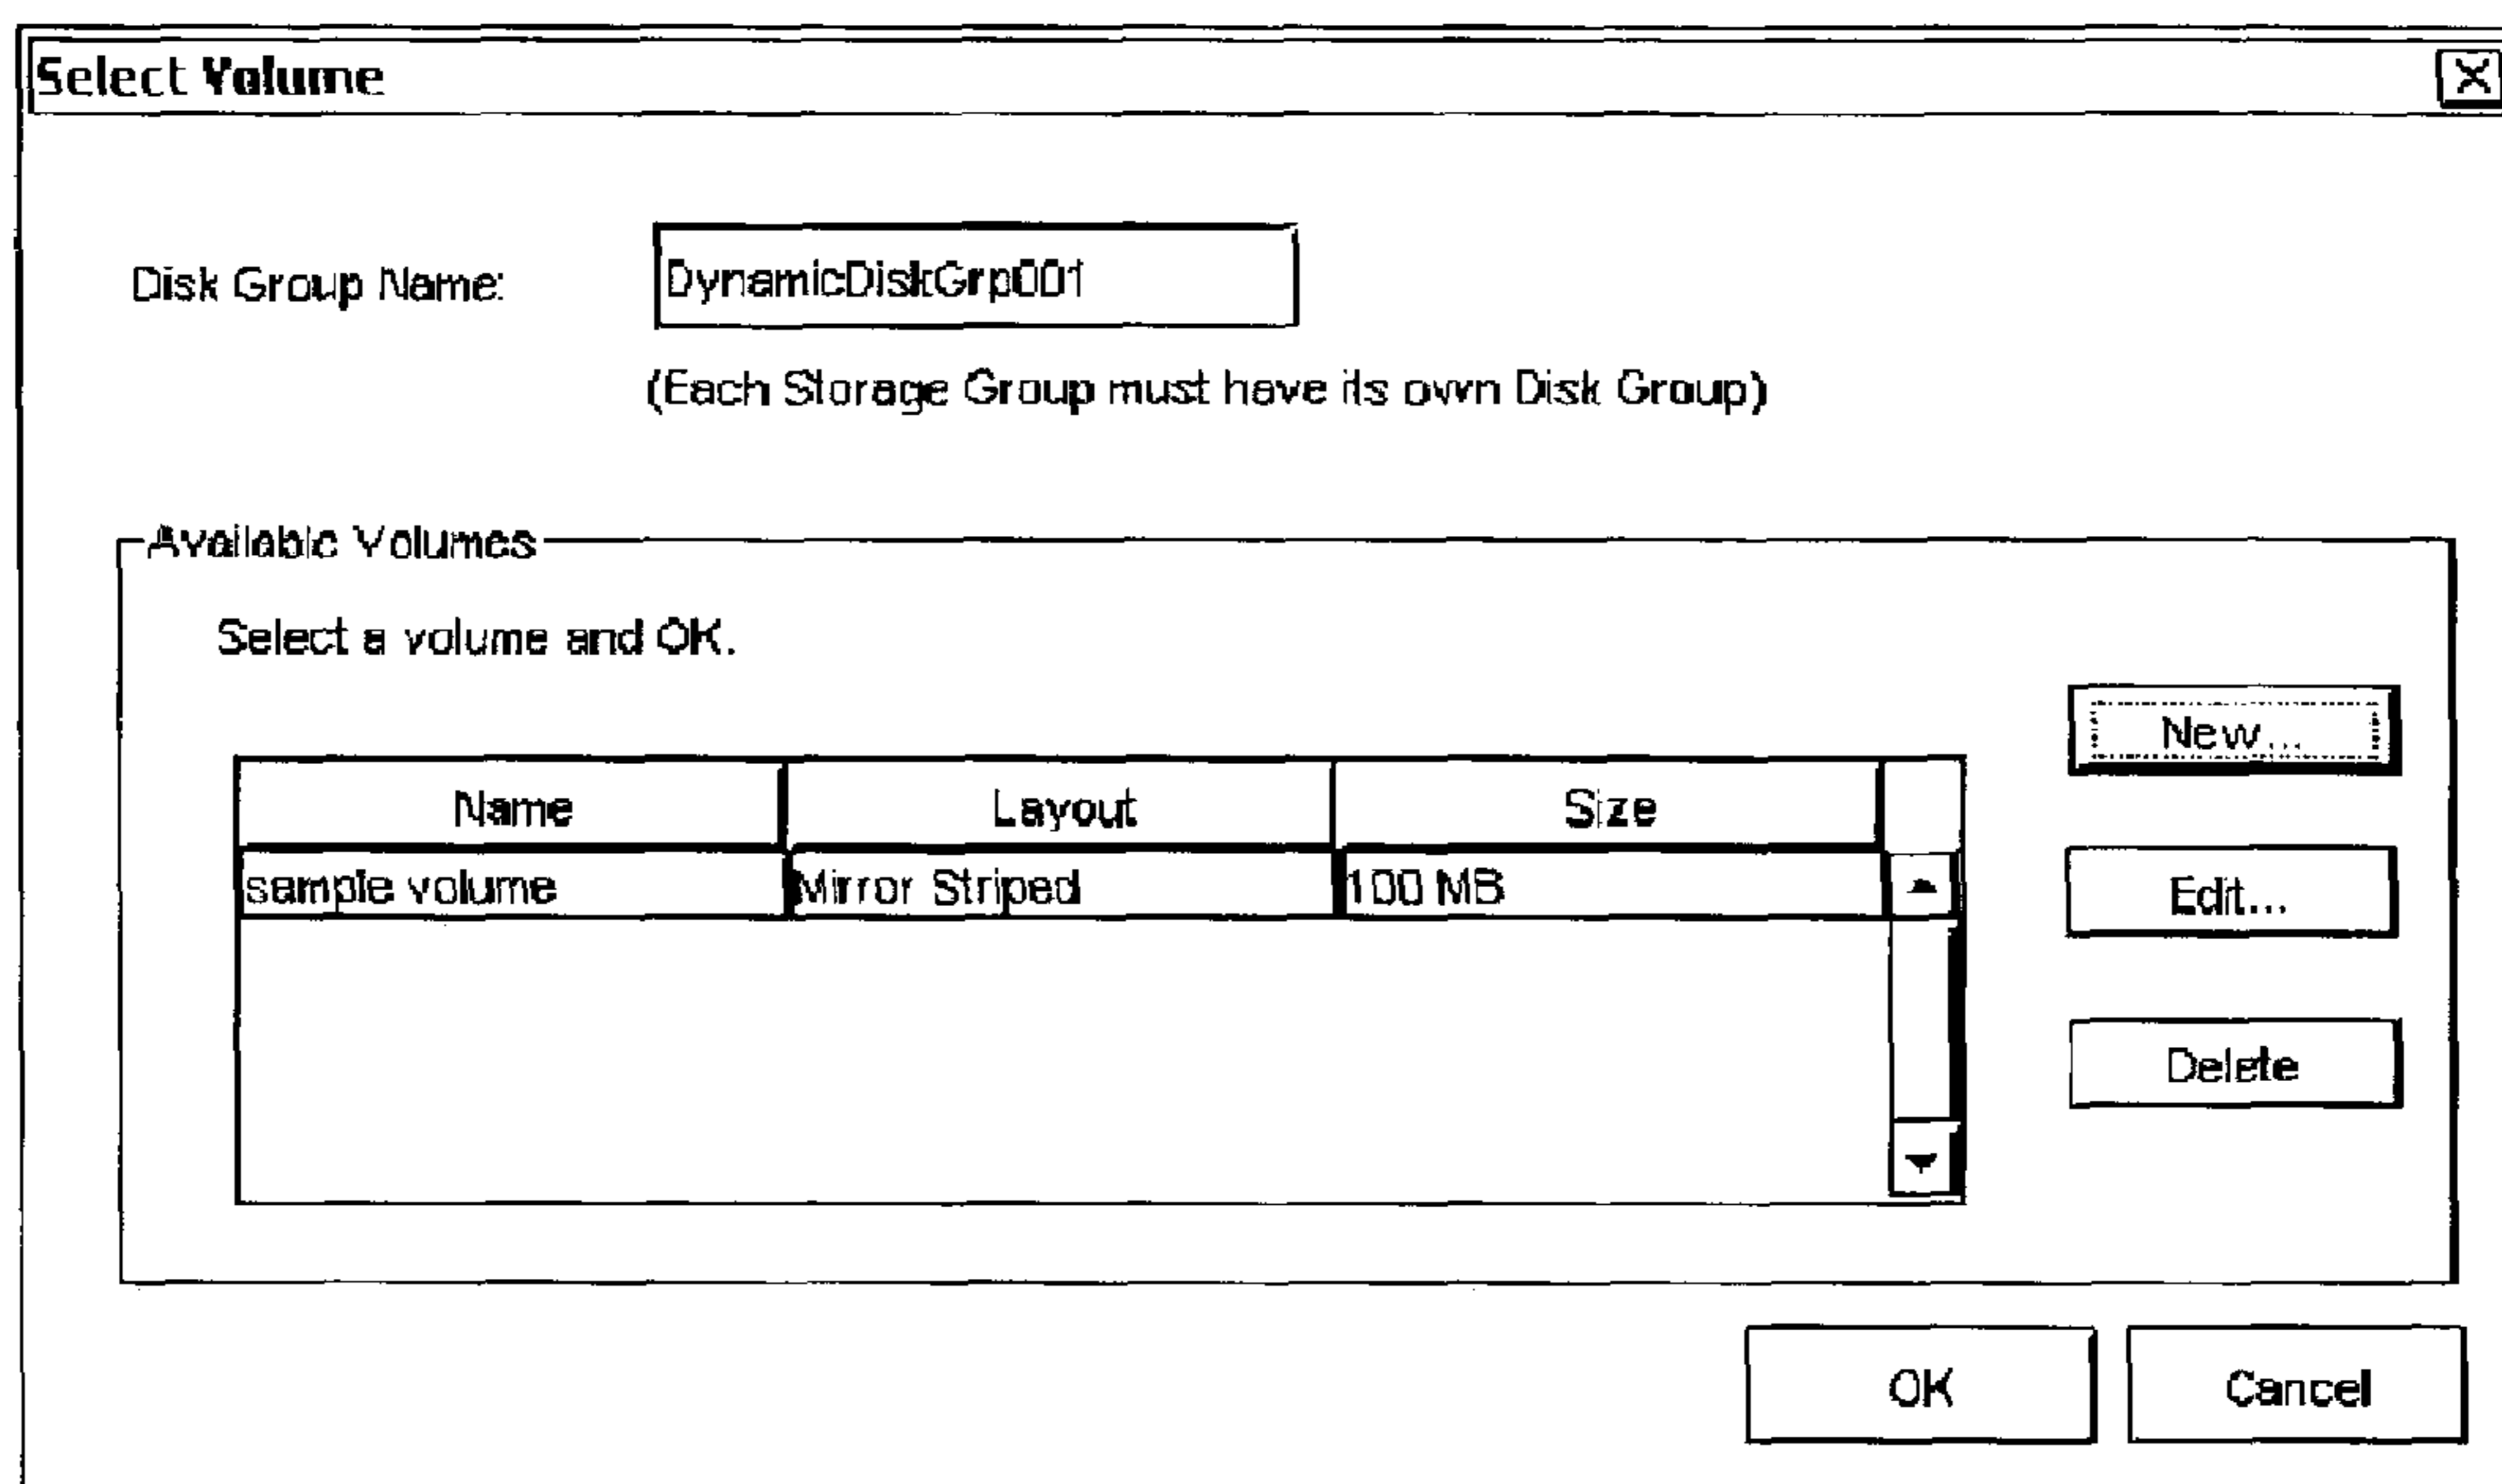 Select Volume
Disk Group Name: DynamicDiskGrp001
(Each Storage Group must have its own Disk Group)
Available Volumes
Select a volume and OK.
New...
Name Layout Size
sample volume Mirror Striped 100 MB
Edit...
Delete
OK Cancel